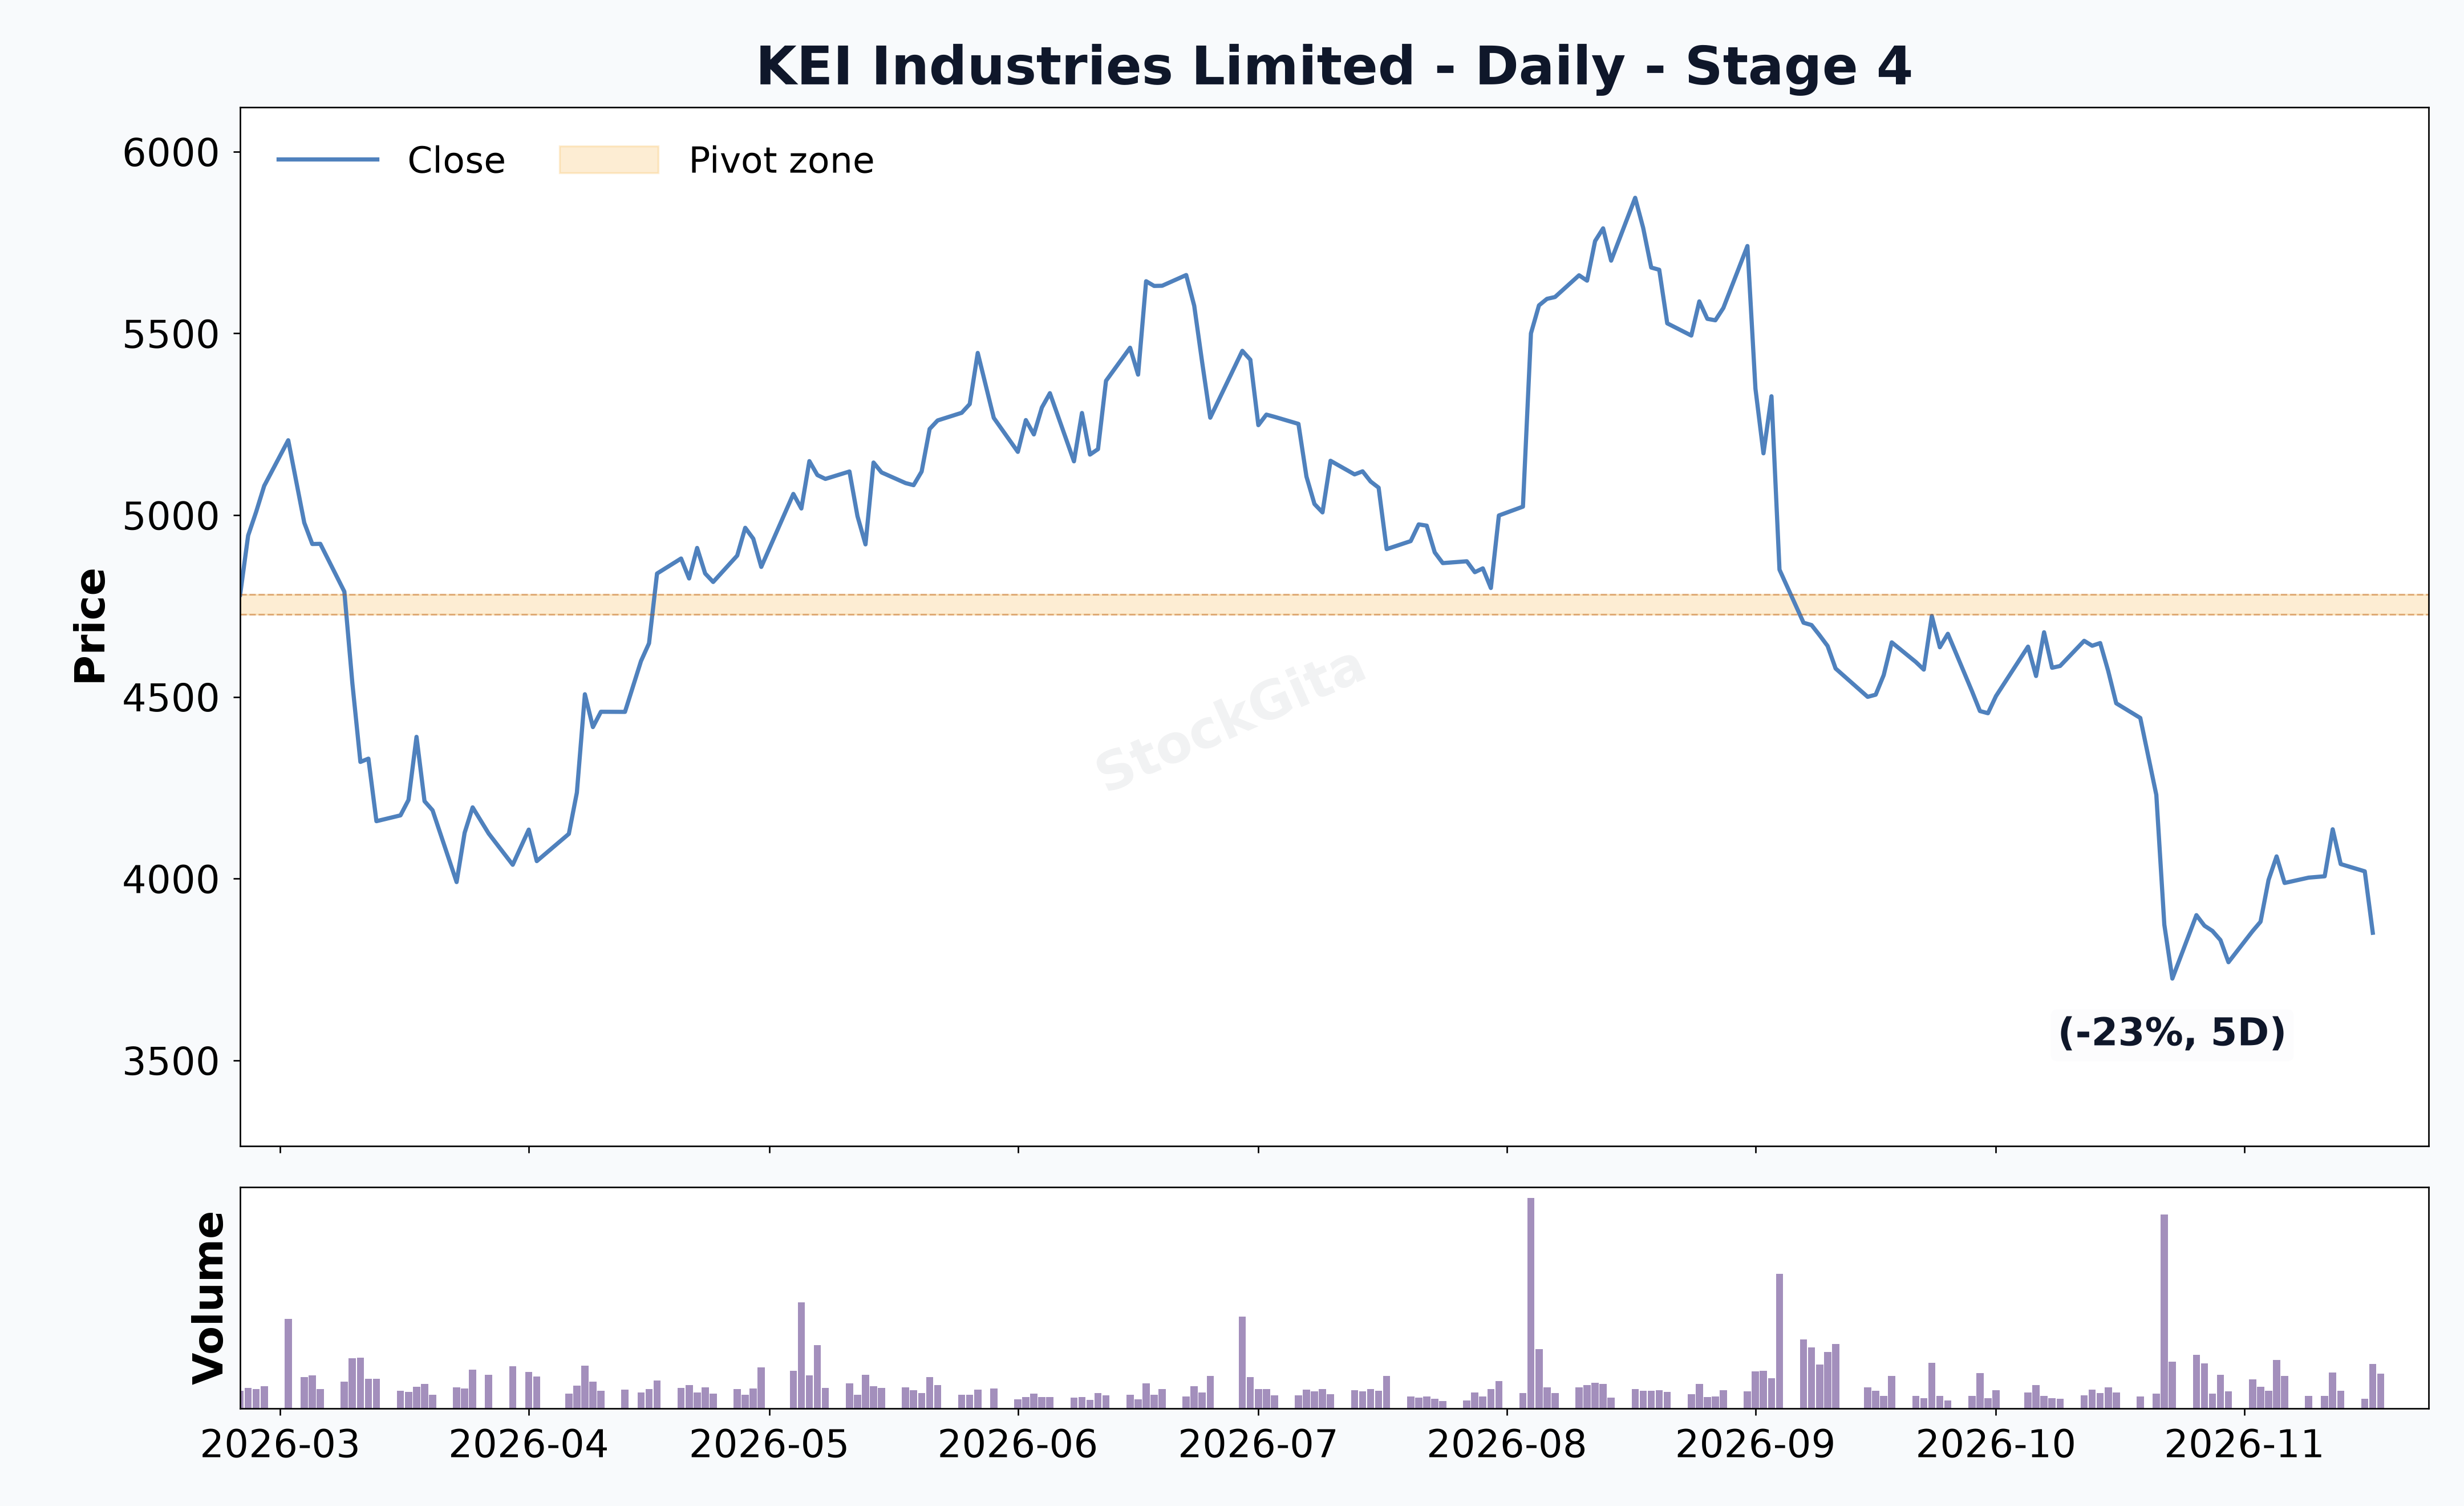 KEI Industries Limited - Daily - Stage 4
Close
Pivot zone
6000
5500
5000
4500
4000
3500
Price
StockGita
(-23%, 5D)
Volume
2026-03
2026-04
2026-05
2026-06
2026-07
2026-08
2026-09
2026-10
2026-11